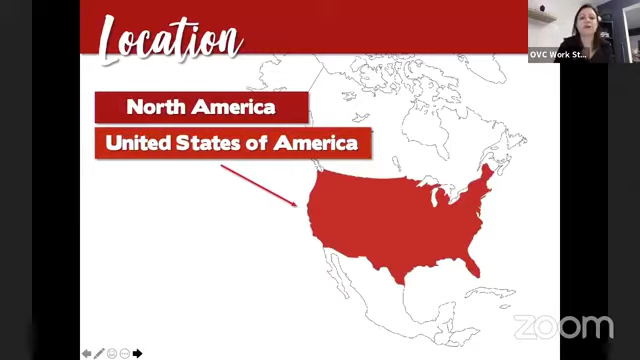 Location
OVC Work St...
North America
United States of America
zoom